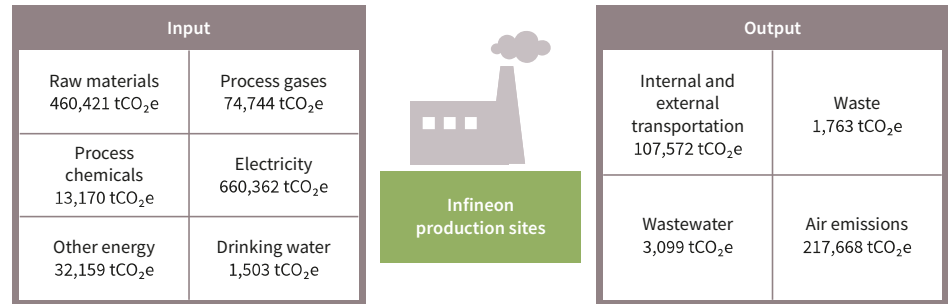 Input
Raw materials
460,421 tCO₂e
Process gases
74,744 tCO₂e
Process
chemicals
13,170 tCO₂e
Electricity
660,362 tCO₂e
Other energy
32,159 tCO₂e
Drinking water
1,503 tCO₂e
Infineon
production sites
Output
Internal and
external
transportation
107,572 tCO₂e
Waste
1,763 tCO₂e
Wastewater
3,099 tCO₂e
Air emissions
217,668 tCO₂e